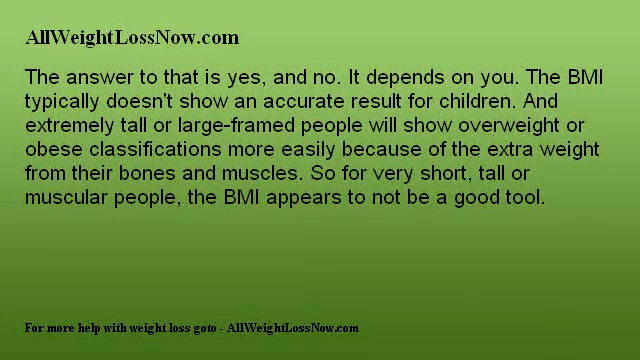 AllWeightLossNow.com
The answer to that is yes, and no. It depends on you. The BMI
typically doesn't show an accurate result for children. And
extremely tall or large-framed people will show overweight or
obese classifications more easily because of the extra weight
from their bones and muscles. So for very short, tall or
muscular people, the BMI appears to not be a good tool.
For more help with weight loss goto - AllWeightLossNow.com